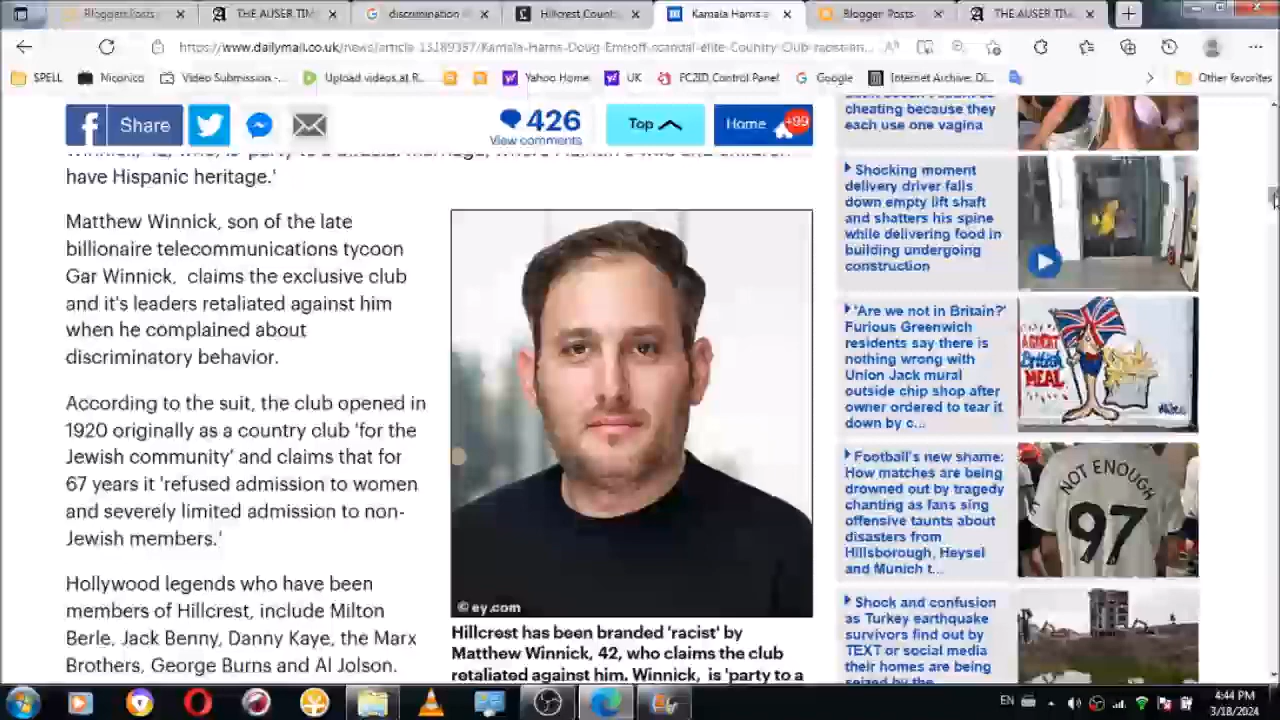 Blogger Posts
THE AUSER TIM
discrimination
Hillcrest Count
Kamala Harris a
Blogger Posts
THE AUSER TIM
https://www.dailymail.co.uk/news/article-13189387/Kamala-Harris-Doug-Emhoff-scandal-elite-Country-Club-racist-an...
SPELL
Niconico
Video Submission -...
Upload videos at R...
Yahoo Home
UK
FC2ID Control Panel
Google
Internet Archive: Di...
Other favorites
Share
426
View comments
Top
Home
+99
have Hispanic heritage.'
Matthew Winnick, son of the late
billionaire telecommunications tycoon
Gar Winnick, claims the exclusive club
and it's leaders retaliated against him
when he complained about
discriminatory behavior.
According to the suit, the club opened in
1920 originally as a country club 'for the
Jewish community' and claims that for
67 years it 'refused admission to women
and severely limited admission to non-
Jewish members.'
Hollywood legends who have been
members of Hillcrest, include Milton
Berle, Jack Benny, Danny Kaye, the Marx
Brothers, George Burns and Al Jolson.
© ey.com
Hillcrest has been branded 'racist' by
Matthew Winnick, 42, who claims the club
retaliated against him. Winnick, is 'party to a
cheating because they
each use one vagina
Shocking moment
delivery driver falls
down empty lift shaft
and shatters his spine
while delivering food in
building undergoing
construction
'Are we not in Britain?'
Furious Greenwich
residents say there is
nothing wrong with
Union Jack mural
outside chip shop after
owner ordered to tear it
down by c...
A GREAT
British
MEAL
Football's new shame:
How matches are being
drowned out by tragedy
chanting as fans sing
offensive taunts about
disasters from
Hillsborough, Heysel
and Munich t...
NOT ENOUGH
97
Shock and confusion
as Turkey earthquake
survivors find out by
TEXT or social media
their homes are being
seized by the
EN
4:44 PM
3/18/2024